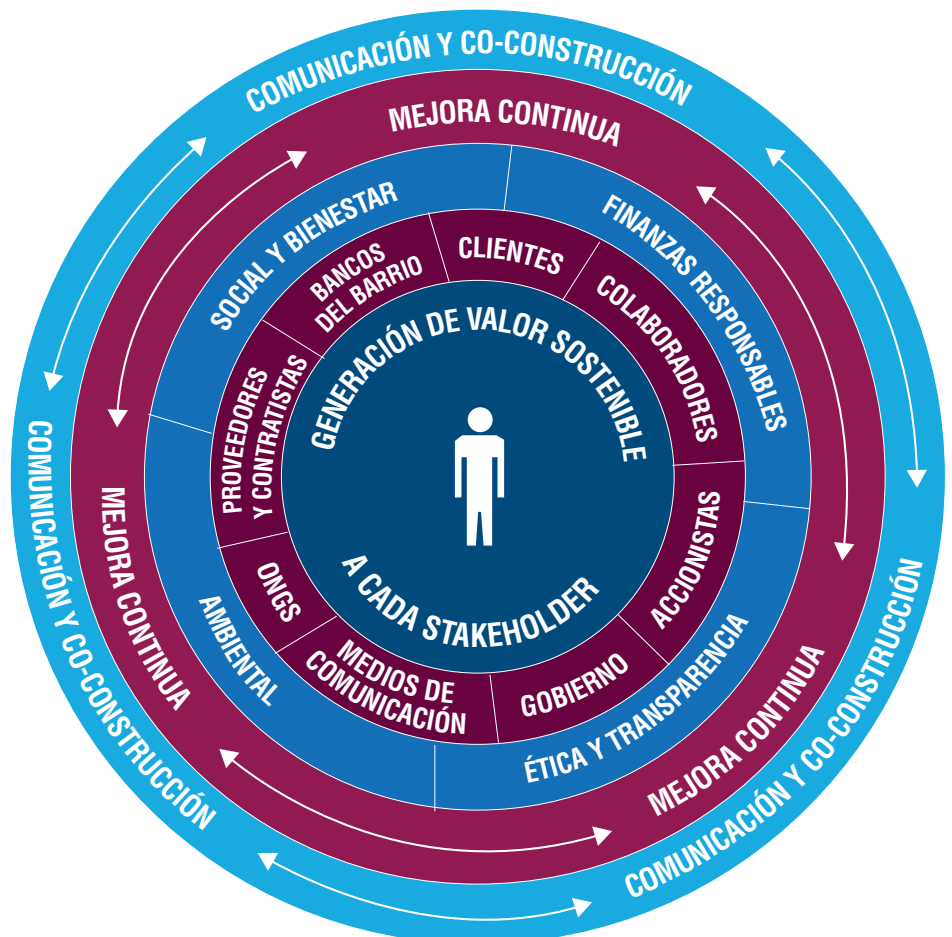 COMUNICACIÓN Y CO-CONSTRUCCIÓN
MEJORA CONTINUA
SOCIAL Y BIENESTAR
FINANZAS RESPONSABLES
BANCOS
DEL BARRIO
CLIENTES
COLABORADORES
GENERACIÓN DE VALOR SOSTENIBLE
PROVEEDORES
Y CONTRATISTAS
ACCIONISTAS
A CADA STAKEHOLDER
ONGS
MEDIOS DE
COMUNICACIÓN
GOBIERNO
AMBIENTAL
ÉTICA Y TRANSPARENCIA
MEJORA CONTINUA
MEJORA CONTINUA
COMUNICACIÓN Y CO-CONSTRUCCIÓN
COMUNICACIÓN Y CO-CONSTRUCCIÓN